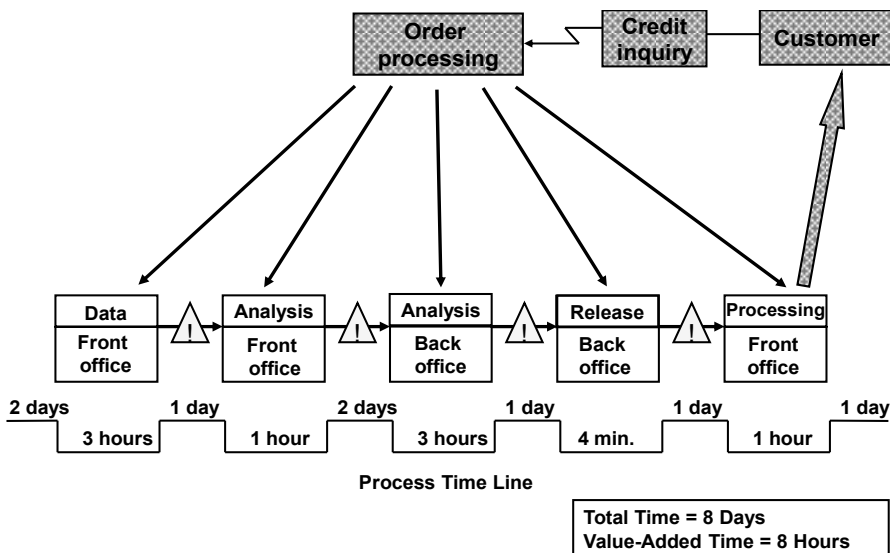 Order
processing
Credit
inquiry
Customer
Data
Front
office
!
Analysis
Front
office
!
Analysis
Back
office
!
Release
Back
office
!
Processing
Front
office
2 days
3 hours
1 day
1 hour
2 days
3 hours
1 day
4 min.
1 day
1 hour
1 day
Process Time Line
Total Time = 8 Days
Value-Added Time = 8 Hours